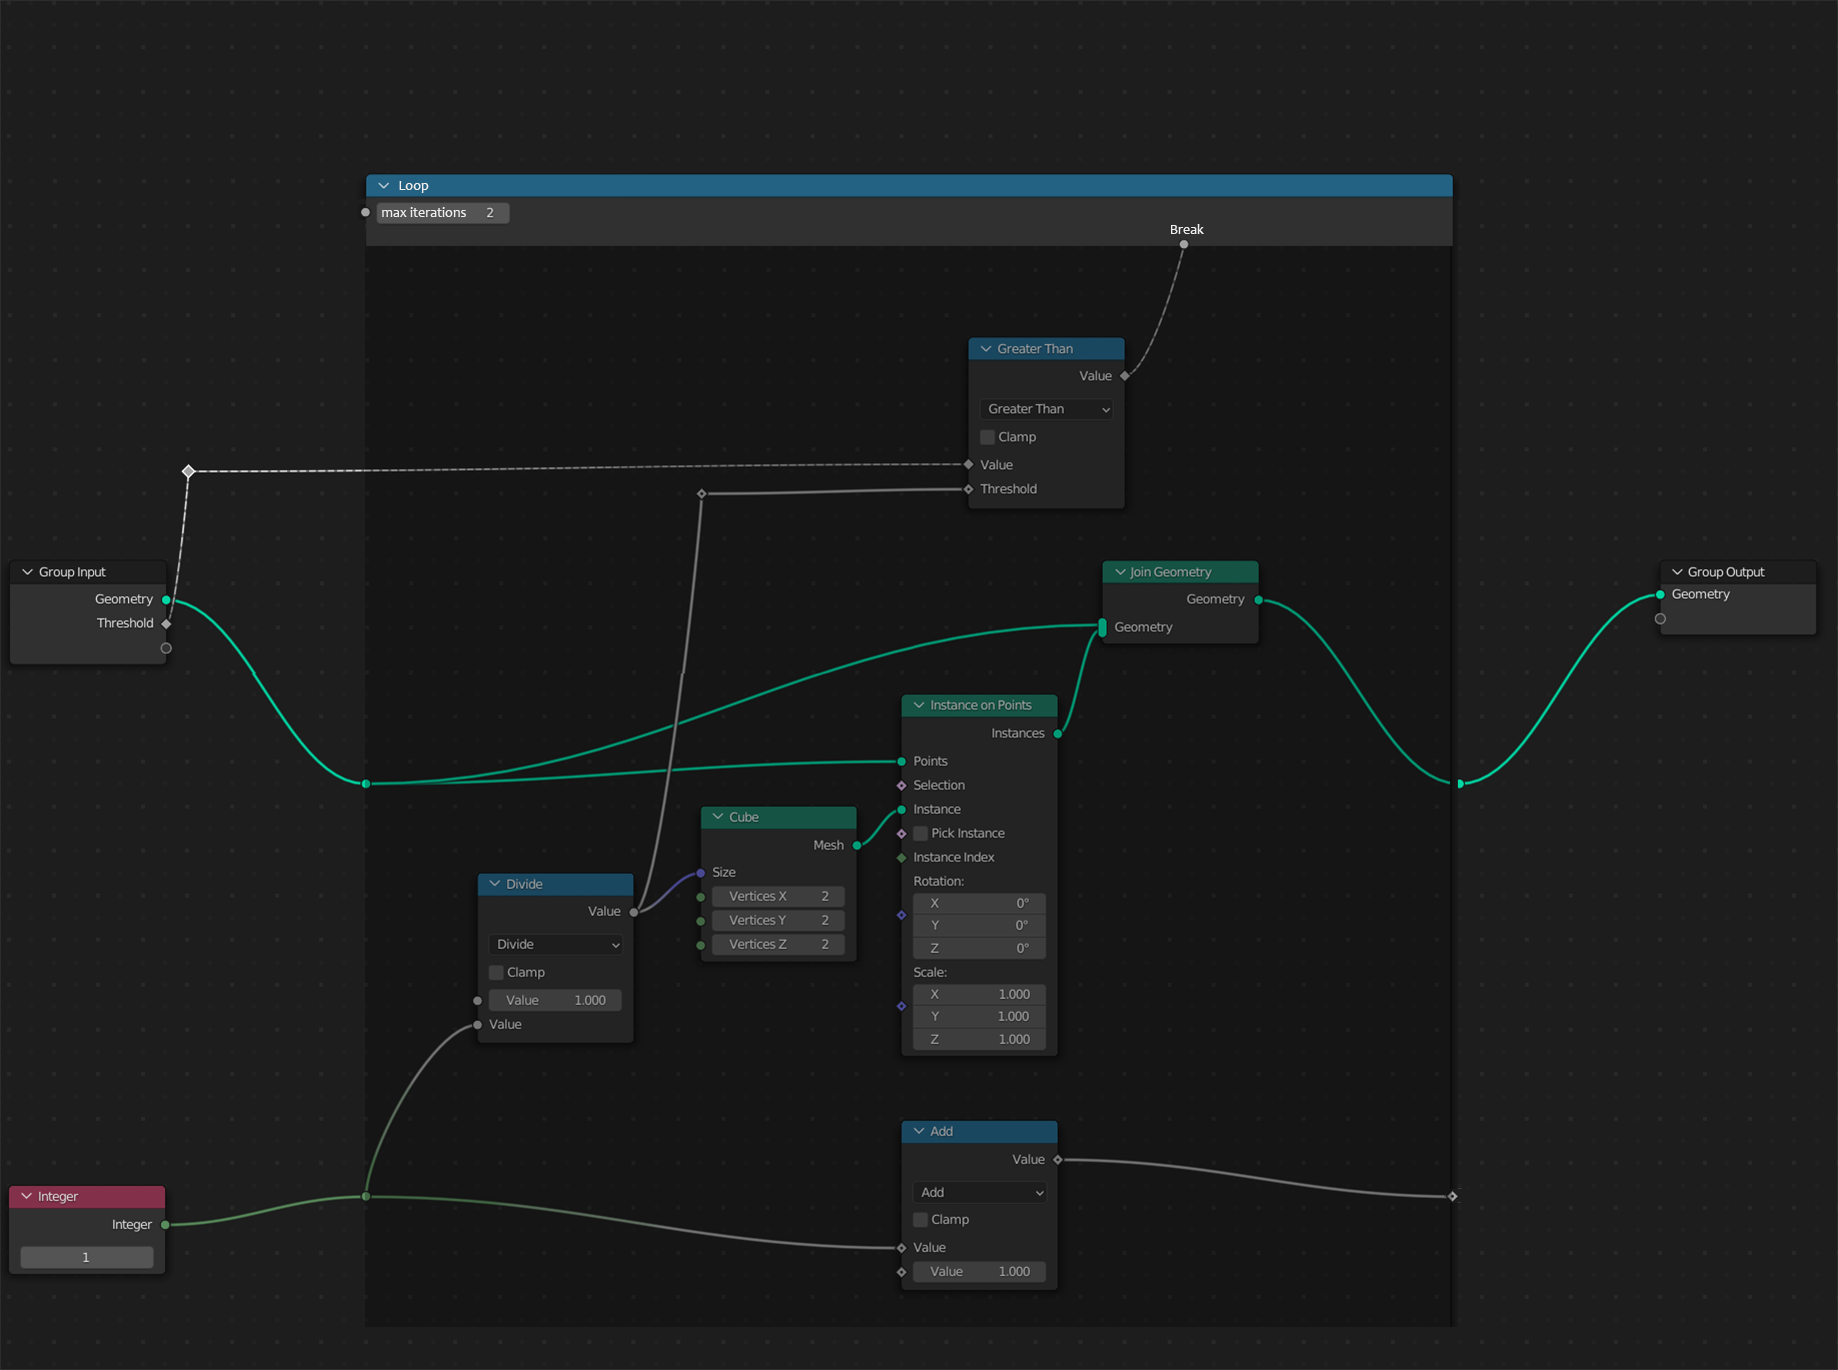 Loop
max iterations 2
Break
Greater Than
Value
Greater Than
Clamp
Value
Threshold
Group Input
Geometry
Threshold
Join Geometry
Geometry
Geometry
Group Output
Geometry
Instance on Points
Instances
Points
Selection
Instance
Pick Instance
Instance Index
Rotation:
X 0°
Y 0°
Z 0°
Scale:
X 1.000
Y 1.000
Z 1.000
Cube
Mesh
Size
Vertices X 2
Vertices Y 2
Vertices Z 2
Divide
Value
Divide
Clamp
Value 1.000
Value
Add
Value
Add
Clamp
Value
Value 1.000
Integer
Integer
1